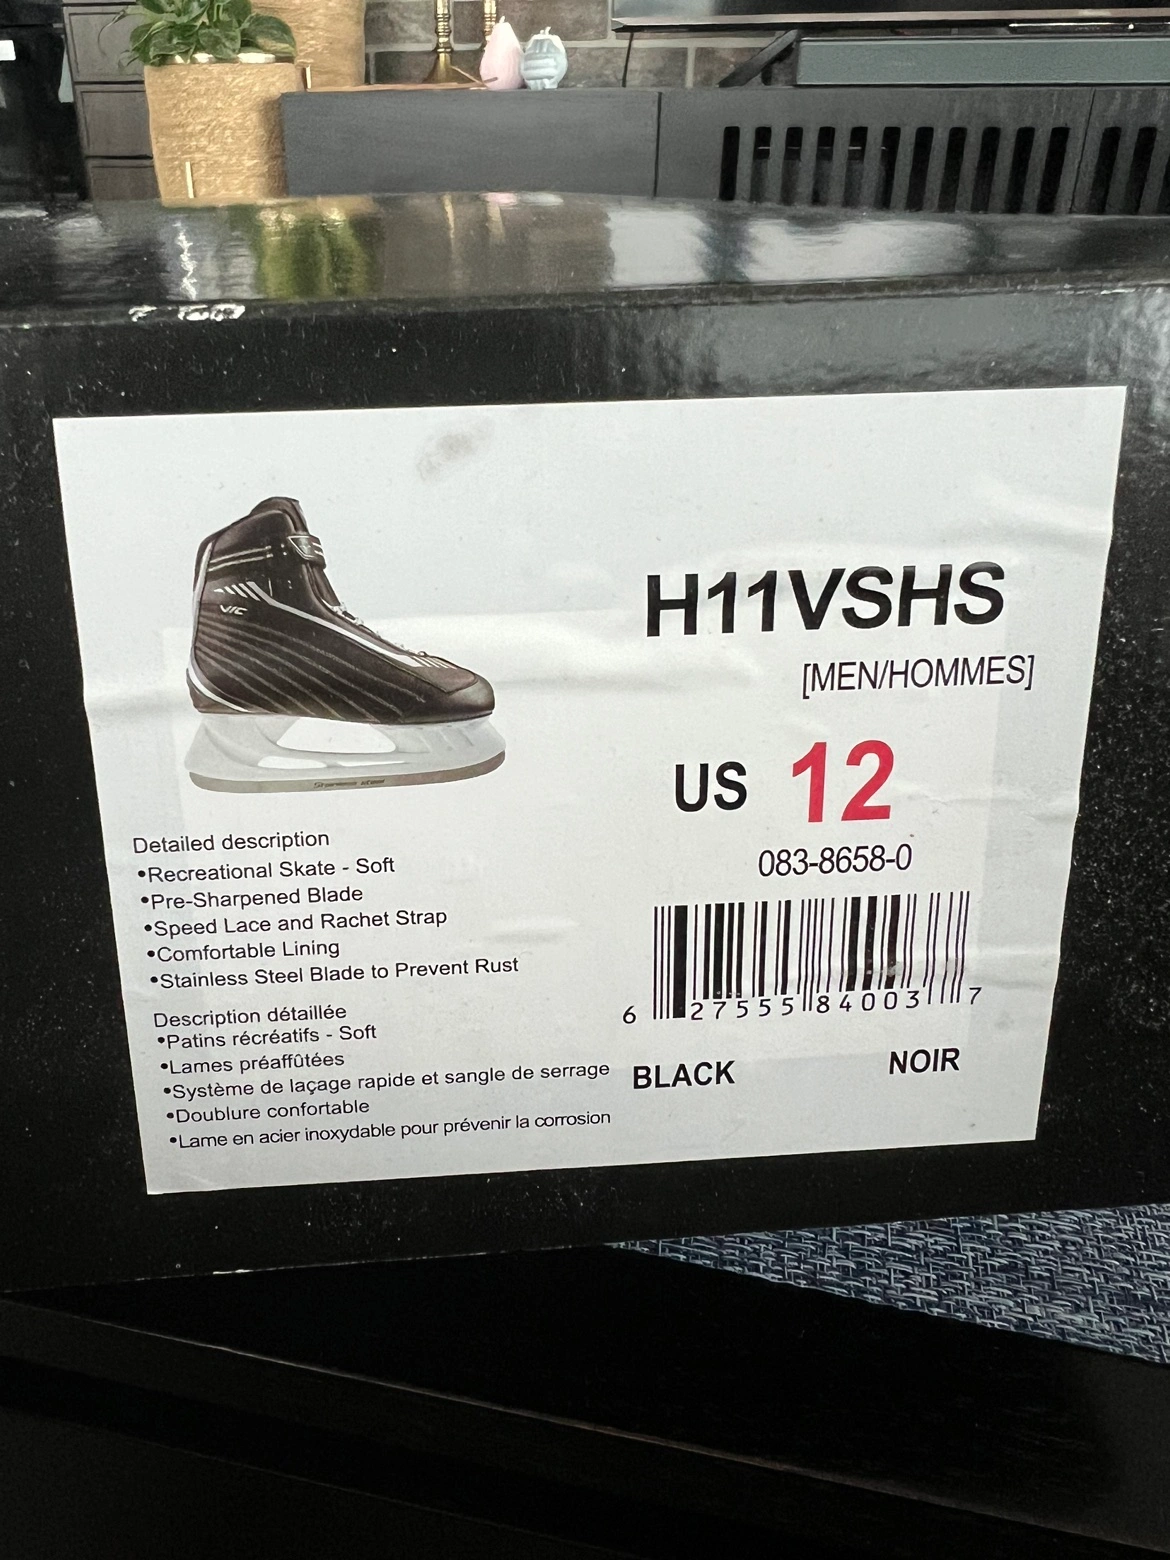 VIC
Stainless steel
H11VSHS
[MEN/HOMMES]
US 12
083-8658-0
6 27555 84003 7
BLACK NOIR
Detailed description
•Recreational Skate - Soft
•Pre-Sharpened Blade
•Speed Lace and Rachet Strap
•Comfortable Lining
•Stainless Steel Blade to Prevent Rust
Description détaillée
•Patins récréatifs - Soft
•Lames préaffûtées
•Système de laçage rapide et sangle de serrage
•Doublure confortable
•Lame en acier inoxydable pour prévenir la corrosion